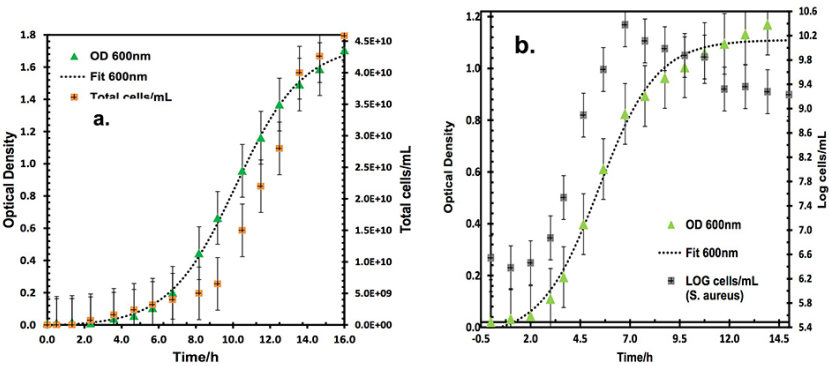 a.
Optical Density
1.8
1.6
1.4
1.2
1.0
0.8
0.6
0.4
0.2
0.0
OD 600nm
Fit 600nm
Total cells/mL
4.5E+10
4.0E+10
3.5E+10
3.0E+10
2.5E+10
2.0E+10
1.5E+10
1.0E+10
5.0E+09
0.0E+00
Total cells/mL
0.0 2.0 4.0 6.0 8.0 10.0 12.0 14.0 16.0
Time/h
b.
Optical Density
1.2
1.0
0.8
0.6
0.4
0.2
0.0
OD 600nm
Fit 600nm
LOG cells/mL
(S. aureus)
10.6
10.2
9.8
9.4
9.0
8.6
8.2
7.8
7.4
7.0
6.6
6.2
5.8
5.4
Log cells/mL
-0.5 2.0 4.5 7.0 9.5 12.0 14.5
Time/h